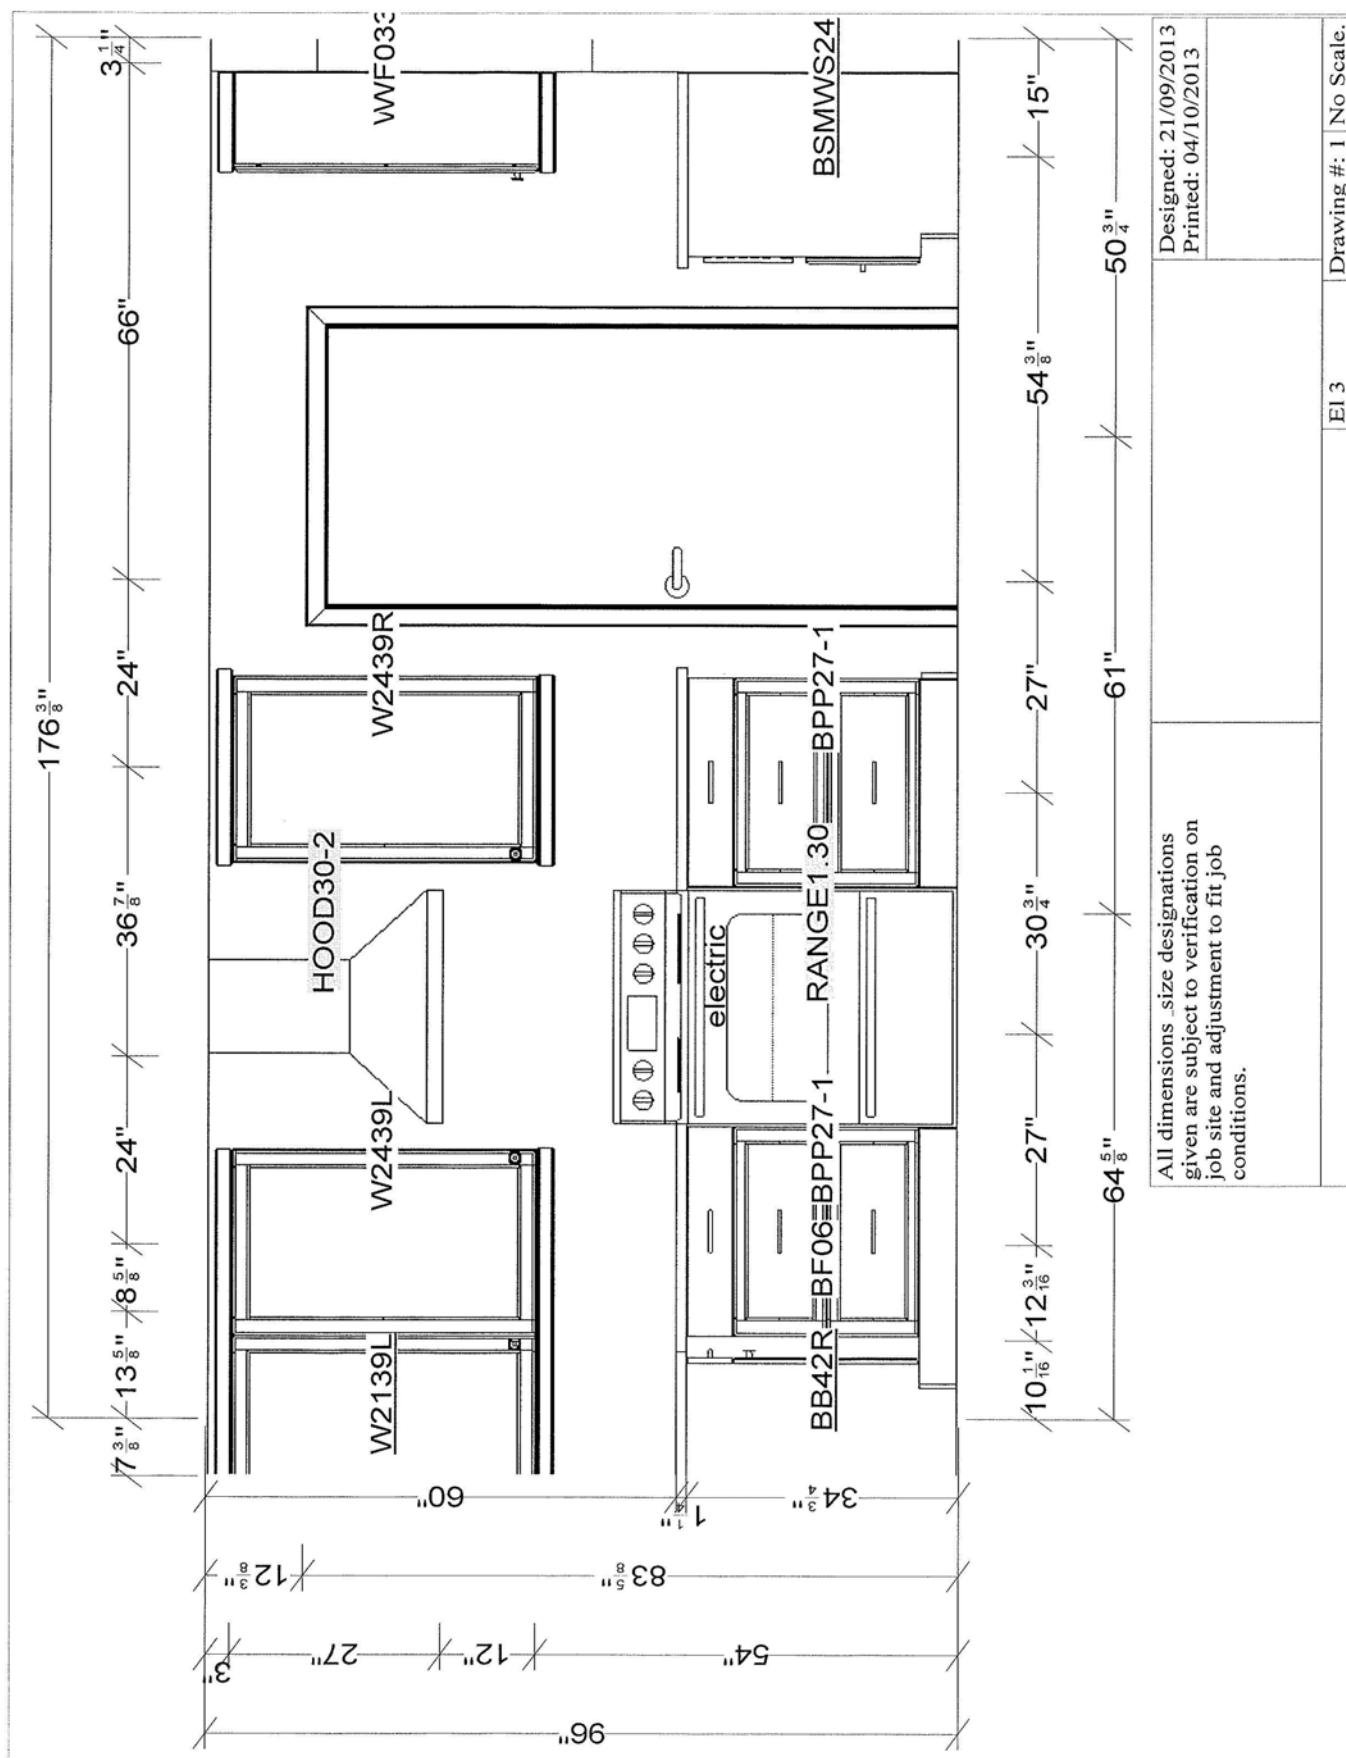 176 3/8"
7 3/8"
13 5/8"
8 5/8"
24"
36 7/8"
24"
66"
3 1/4"
W2139L
W2439L
HOOD30-2
W2439R
WWF033
electric
BB42R
BF06
BPP27-1
RANGE1.30
BPP27-1
BSMWS24
10 1/16"
12 3/16"
27"
30 3/4"
27"
54 3/8"
15"
64 5/8"
61"
50 3/4"
96"
3"
27"
12"
54"
12 3/8"
83 5/8"
60"
1 1/4"
34 3/4"
All dimensions _size designations
given are subject to verification on
job site and adjustment to fit job
conditions.
Designed: 21/09/2013
Printed: 04/10/2013
El 3
Drawing #: 1
No Scale.